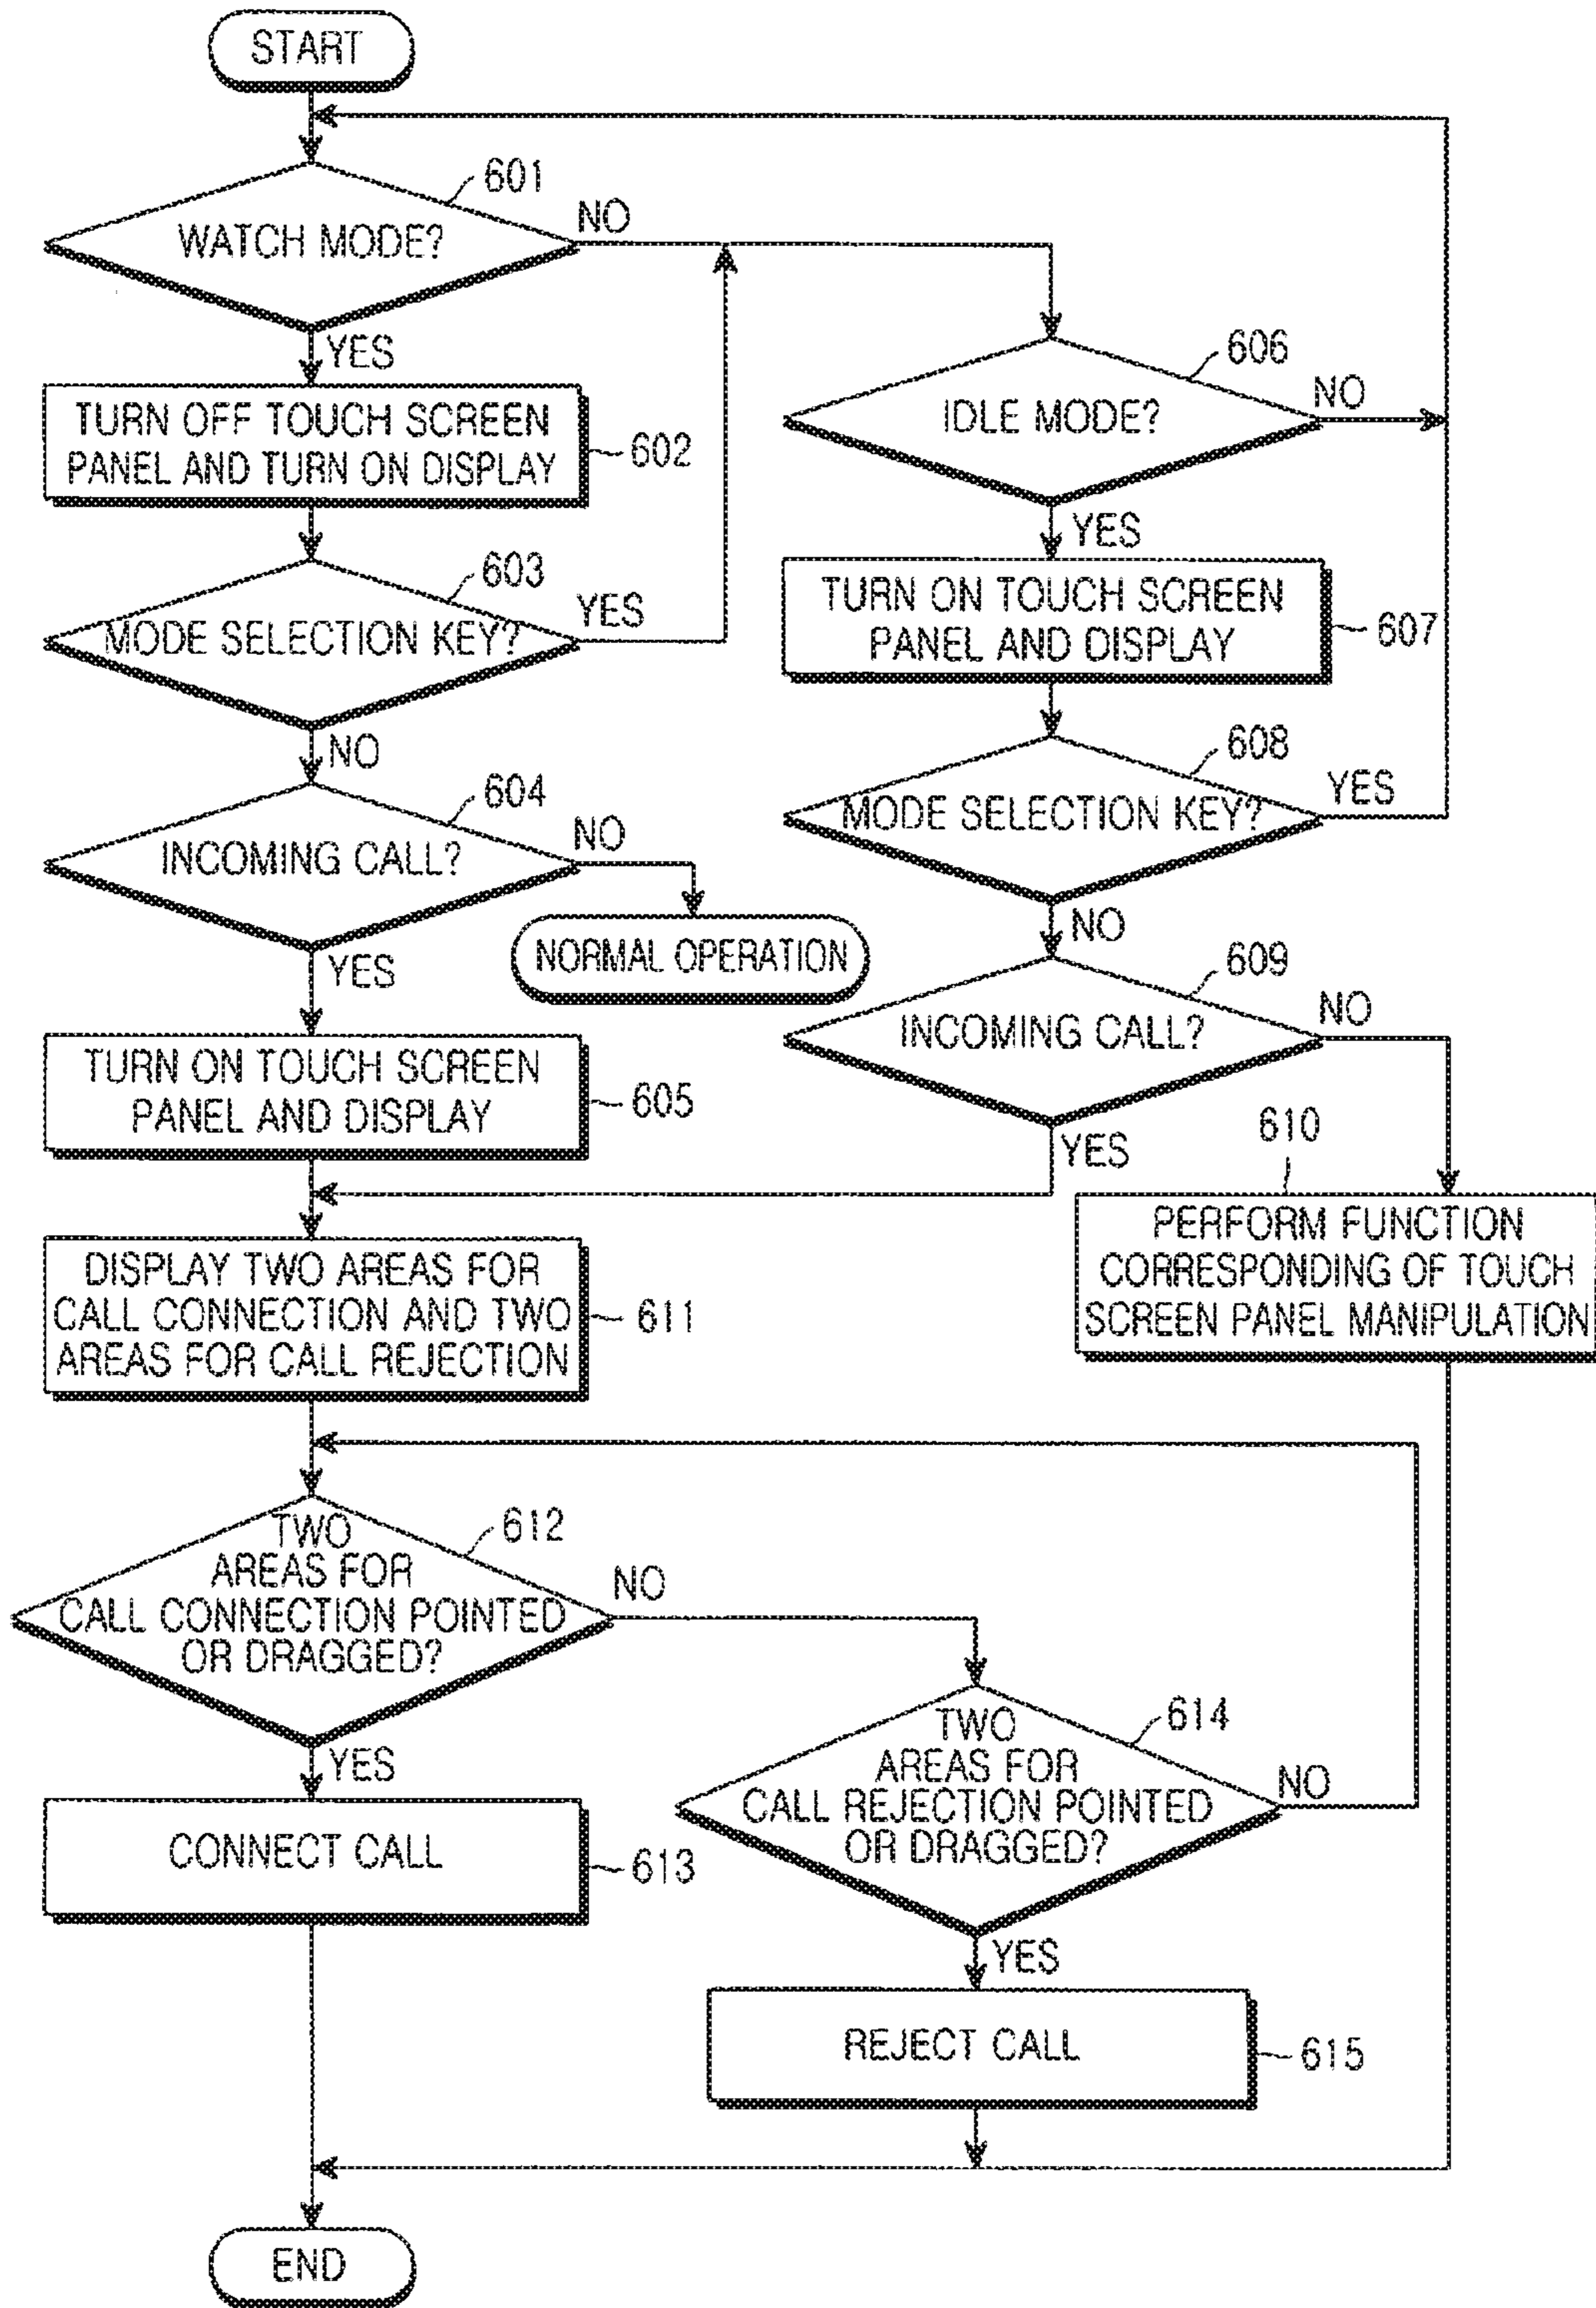 START
601
WATCH MODE?
NO
YES
TURN OFF TOUCH SCREEN
PANEL AND TURN ON DISPLAY
602
603
MODE SELECTION KEY?
YES
NO
604
INCOMING CALL?
NO
NORMAL OPERATION
YES
TURN ON TOUCH SCREEN
PANEL AND DISPLAY
605
606
IDLE MODE?
NO
YES
TURN ON TOUCH SCREEN
PANEL AND DISPLAY
607
608
MODE SELECTION KEY?
YES
NO
609
INCOMING CALL?
NO
YES
610
PERFORM FUNCTION
CORRESPONDING OF TOUCH
SCREEN PANEL MANIPULATION
DISPLAY TWO AREAS FOR
CALL CONNECTION AND TWO
AREAS FOR CALL REJECTION
611
612
TWO
AREAS FOR
CALL CONNECTION POINTED
OR DRAGGED?
NO
YES
CONNECT CALL
613
614
TWO
AREAS FOR
CALL REJECTION POINTED
OR DRAGGED?
NO
YES
REJECT CALL
615
END